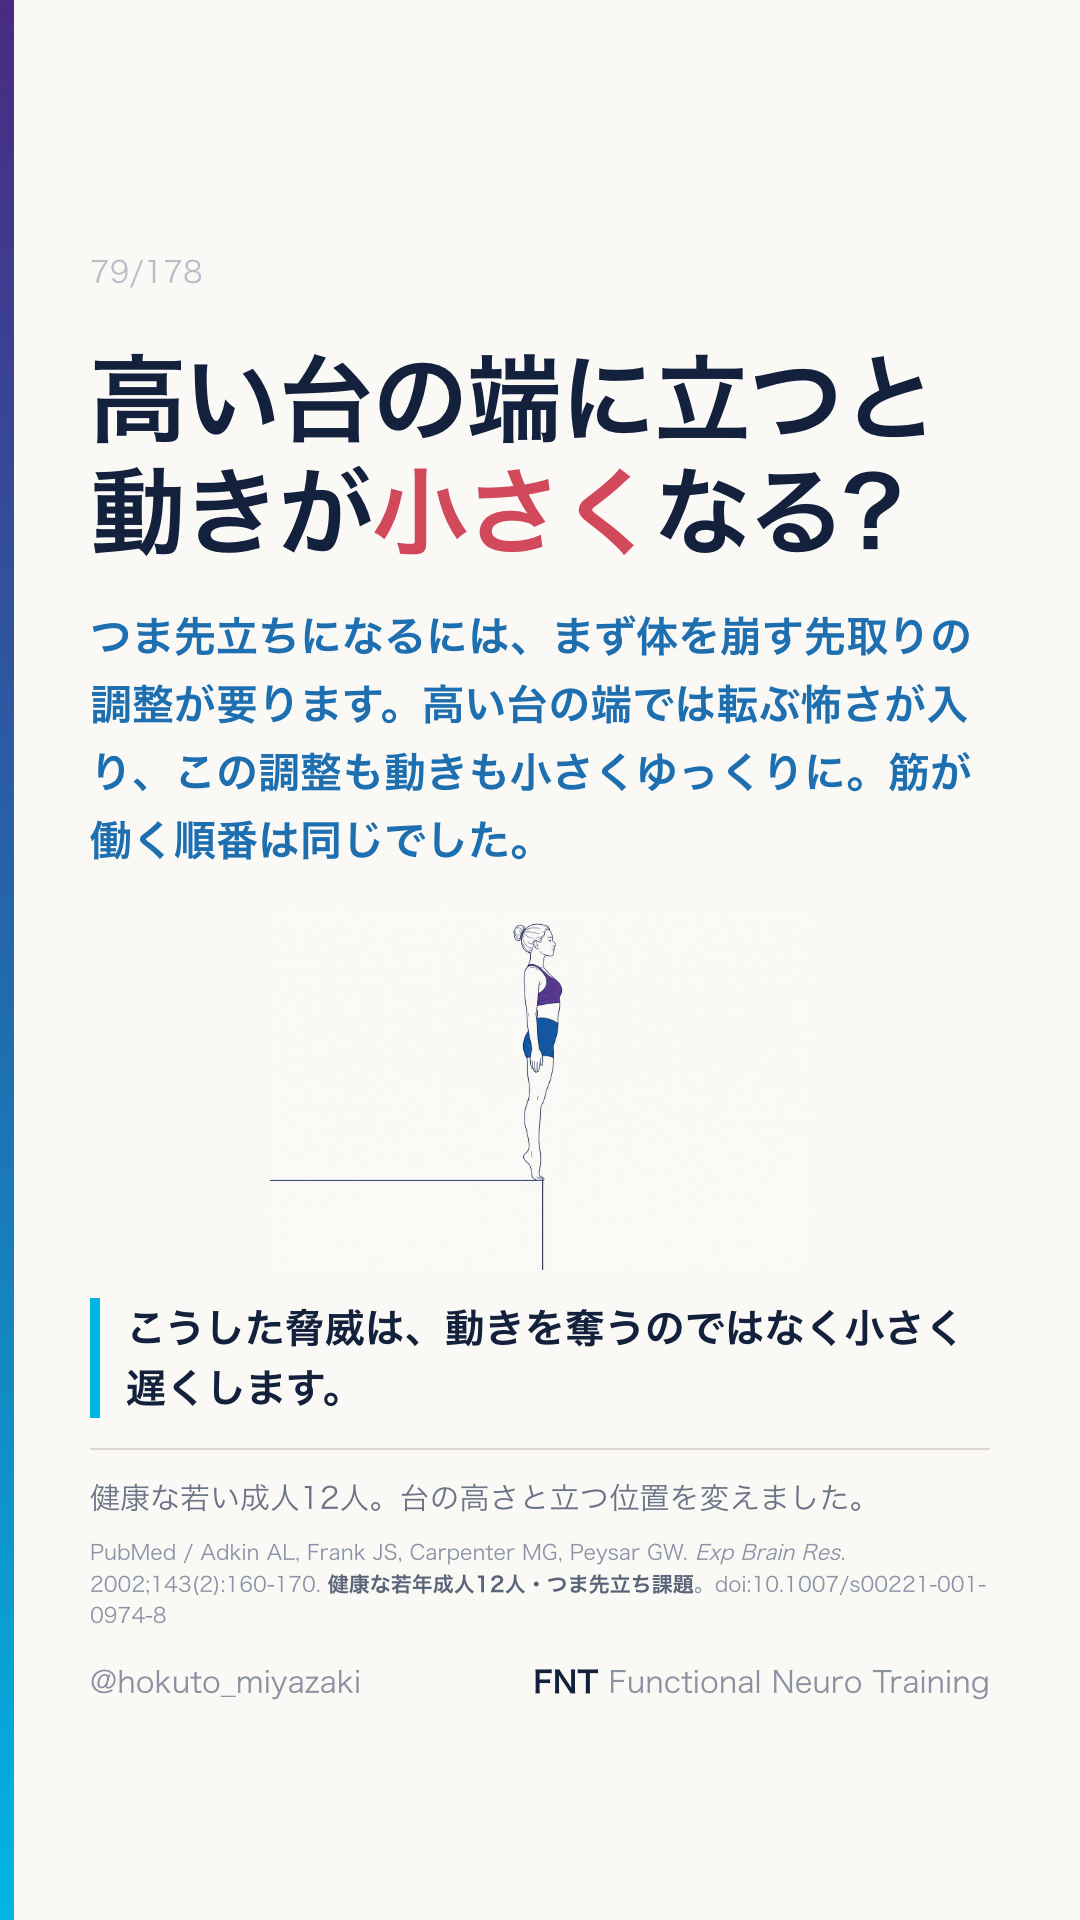 79/178
高い台の端に立つと
動きが小さくなる?
つま先立ちになるには、まず体を崩す先取りの
調整が要ります。高い台の端では転ぶ怖さが入
り、この調整も動きも小さくゆっくりに。筋が
働く順番は同じでした。
こうした脅威は、動きを奪うのではなく小さく
遅くします。
健康な若い成人12人。台の高さと立つ位置を変えました。
PubMed / Adkin AL, Frank JS, Carpenter MG, Peysar GW. Exp Brain Res.
2002;143(2):160-170. 健康な若年成人12人・つま先立ち課題。doi:10.1007/s00221-001-
0974-8
@hokuto_miyazaki FNT Functional Neuro Training